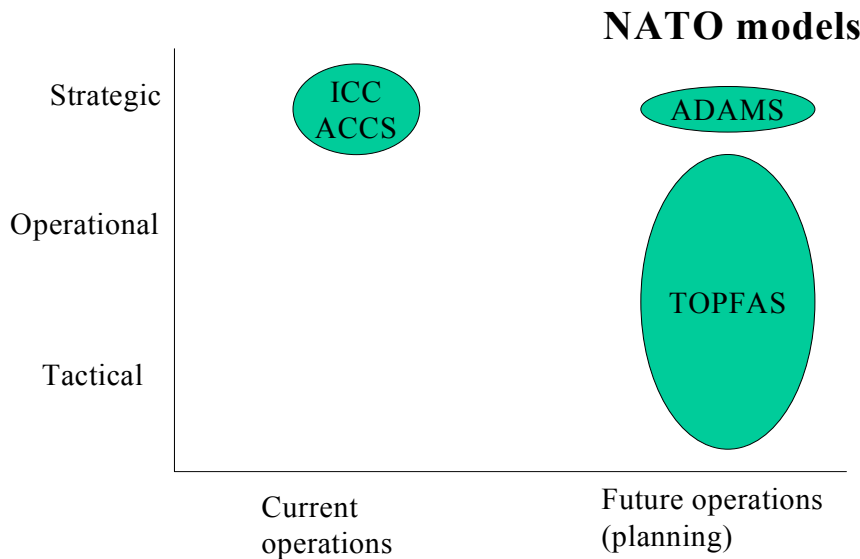 NATO models
Strategic
ICC
ACCS
ADAMS
Operational
TOPFAS
Tactical
Current
operations
Future operations
(planning)